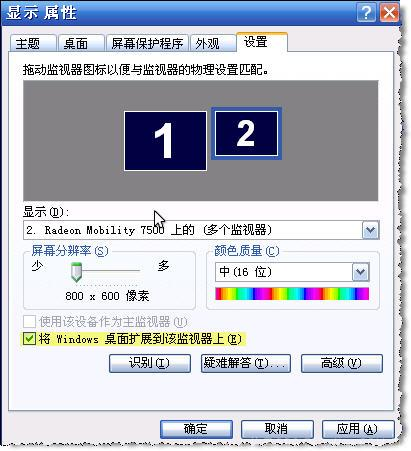 显示 属性
主题 桌面 屏幕保护程序 外观 设置
拖动监视器图标以便与监视器的物理设置匹配。
1 2
显示(D):
2. Radeon Mobility 7500 上的 (多个监视器)
屏幕分辨率(S) 颜色质量(C)
少 多 中(16 位)
800 x 600 像素
使用该设备作为主监视器(U)
将 Windows 桌面扩展到该监视器上(E)
识别(I) 疑难解答(T)... 高级(V)
确定 取消 应用(A)